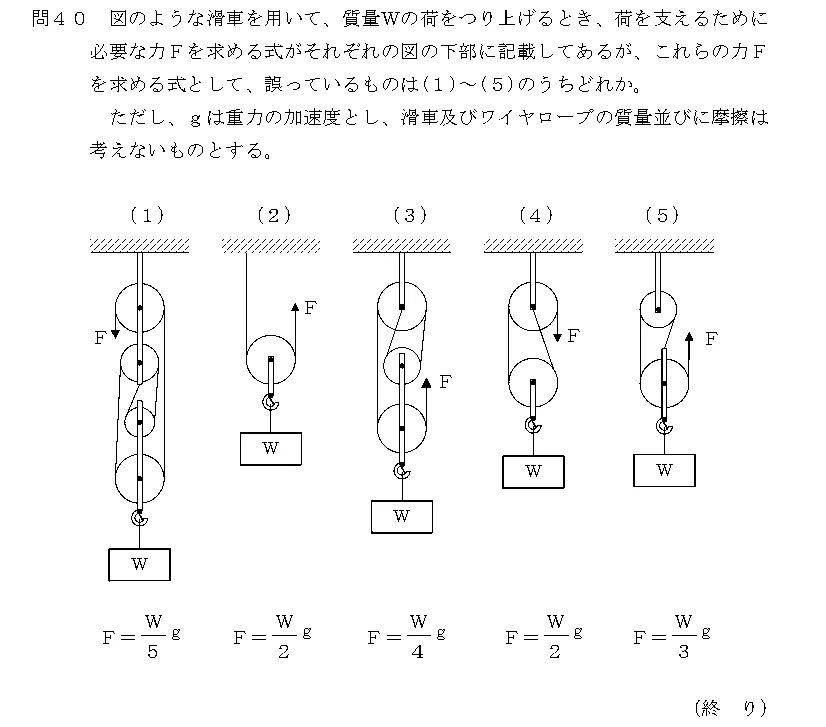 問４０　図のような滑車を用いて、質量Wの荷をつり上げるとき、荷を支えるために
必要な力Ｆを求める式がそれぞれの図の下部に記載してあるが、これらの力Ｆ
を求める式として、誤っているものは(１)～(５)のうちどれか。
ただし、ｇは重力の加速度とし、滑車及びワイヤロープの質量並びに摩擦は
考えないものとする。
(１)　(２)　(３)　(４)　(５)
F
F
F
F
F
W
W
W
W
W
F＝W/5 g　F＝W/2 g　F＝W/4 g　F＝W/2 g　F＝W/3 g
（終　り）